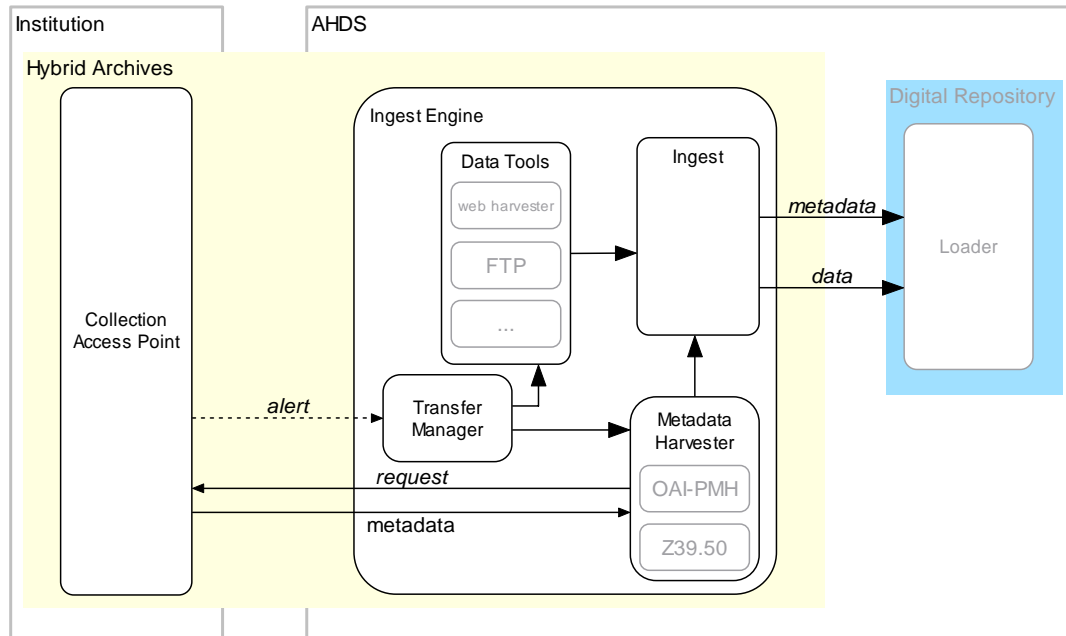 Institution
AHDS
Hybrid Archives
Digital Repository
Ingest Engine
Data Tools
web harvester
FTP
...
Ingest
metadata
data
Loader
Collection
Access Point
alert
Transfer
Manager
Metadata
Harvester
OAI-PMH
Z39.50
request
metadata